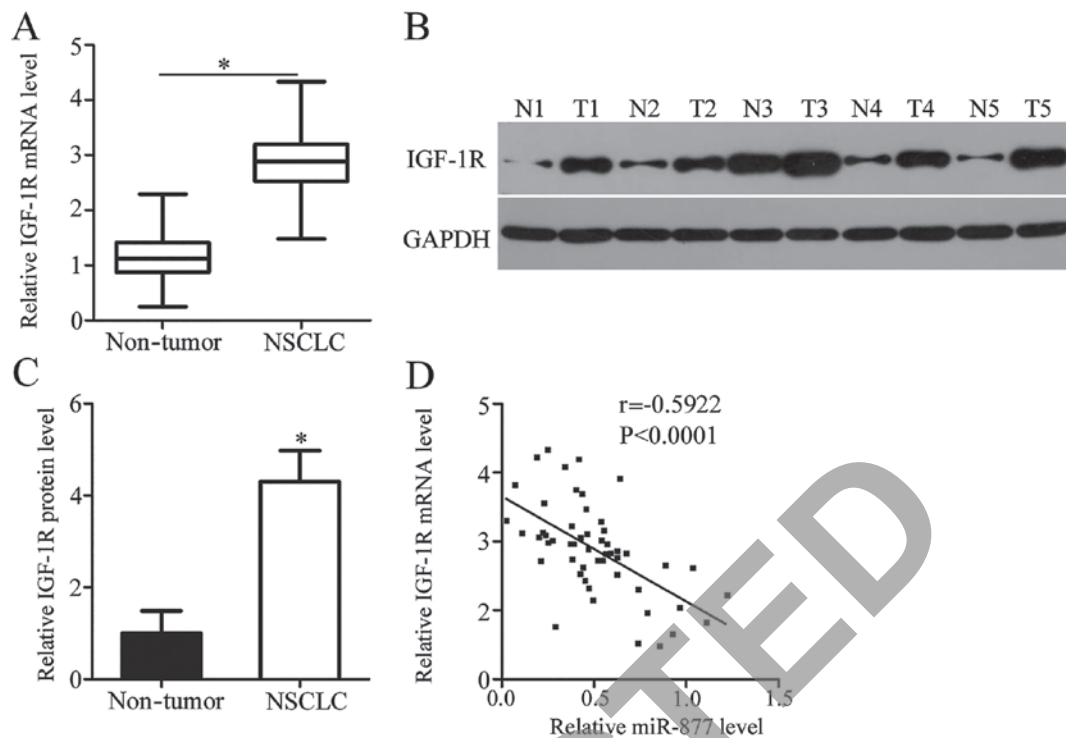 A
Relative IGF-1R mRNA level
5
4
3
2
1
0
*
Non-tumor NSCLC
B
N1 T1 N2 T2 N3 T3 N4 T4 N5 T5
IGF-1R
GAPDH
C
Relative IGF-1R protein level
6
4
2
0
*
Non-tumor NSCLC
D
Relative IGF-1R mRNA level
5
4
3
2
1
0
r=-0.5922
P<0.0001
0.0 0.5 1.0 1.5
Relative miR-877 level
TED